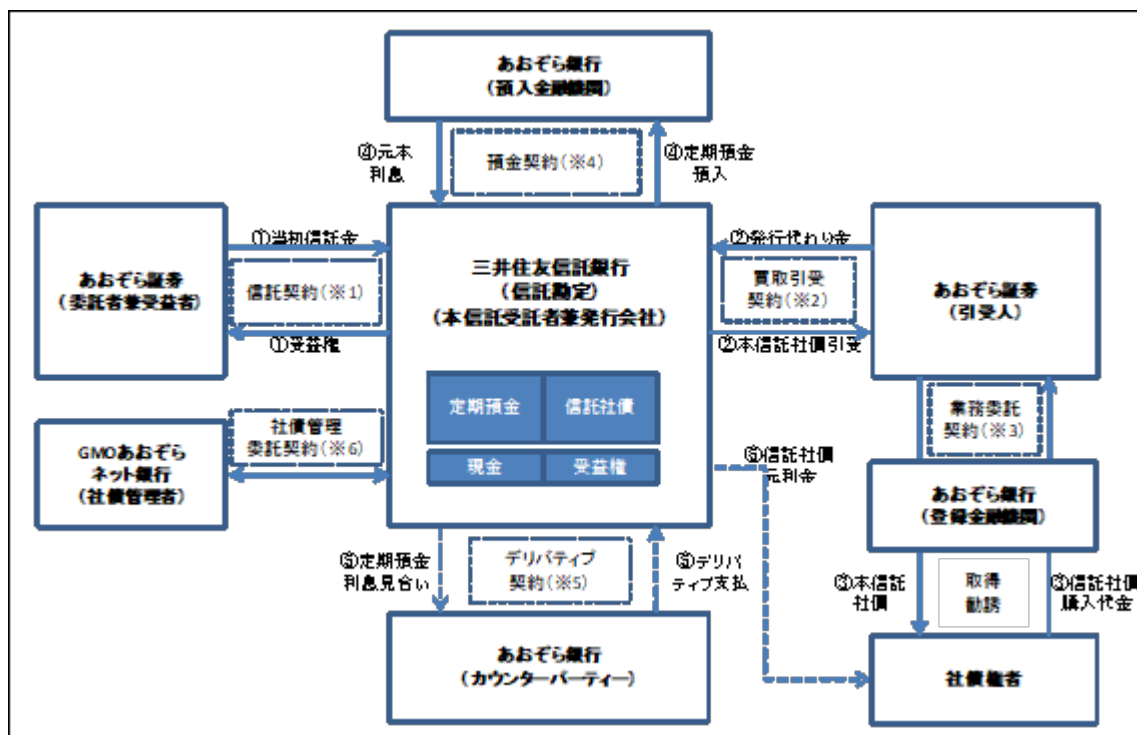 あおぞら銀行
(預入金融機関)
④元本
利息
預金契約(※4)
④定期預金
預入
あおぞら証券
(委託者兼受益者)
①当初信託金
信託契約(※1)
①受益権
三井住友信託銀行
(信託勘定)
(本信託受託者兼発行会社)
定期預金
信託社債
現金
受益権
②発行代わり金
買取引受
契約(※2)
②本信託社債引受
あおぞら証券
(引受人)
GMOあおぞら
ネット銀行
(社債管理者)
社債管理
委託契約(※6)
業務委託
契約(※3)
⑥信託社債
元利金
あおぞら銀行
(登録金融機関)
⑤定期預金
利息見合い
デリバティブ
契約(※5)
⑤デリバ
ティブ支払
③本信託
社債
取得
勧誘
③信託社債
購入代金
あおぞら銀行
(カウンターパーティー)
社債権者